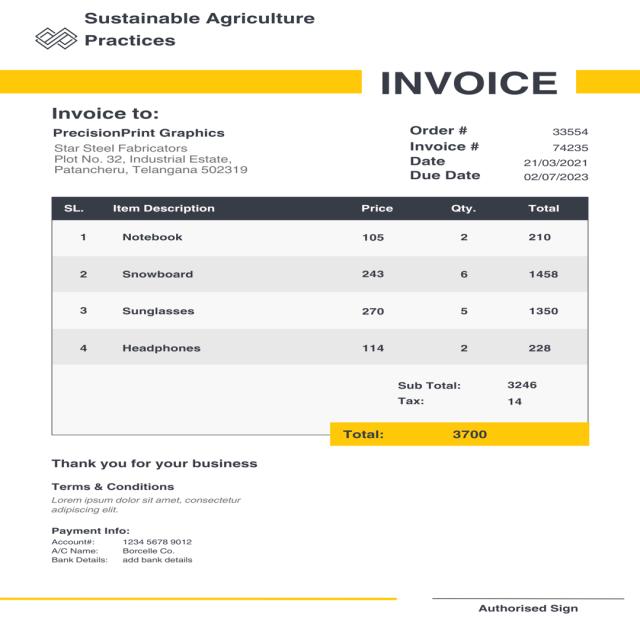 Sustainable Agriculture
Practices
INVOICE
Invoice to:
PrecisionPrint Graphics
Star Steel Fabricators
Plot No. 32, Industrial Estate,
Patancheru, Telangana 502319
Order # 33554
Invoice # 74235
Date 21/03/2021
Due Date 02/07/2023
SL. Item Description Price Qty. Total
1 Notebook 105 2 210
2 Snowboard 243 6 1458
3 Sunglasses 270 5 1350
4 Headphones 114 2 228
Sub Total: 3246
Tax: 14
Total: 3700
Thank you for your business
Terms & Conditions
Lorem ipsum dolor sit amet, consectetur
adipiscing elit.
Payment Info:
Account#: 1234 5678 9012
A/C Name: Borcelle Co.
Bank Details: add bank details
Authorised Sign